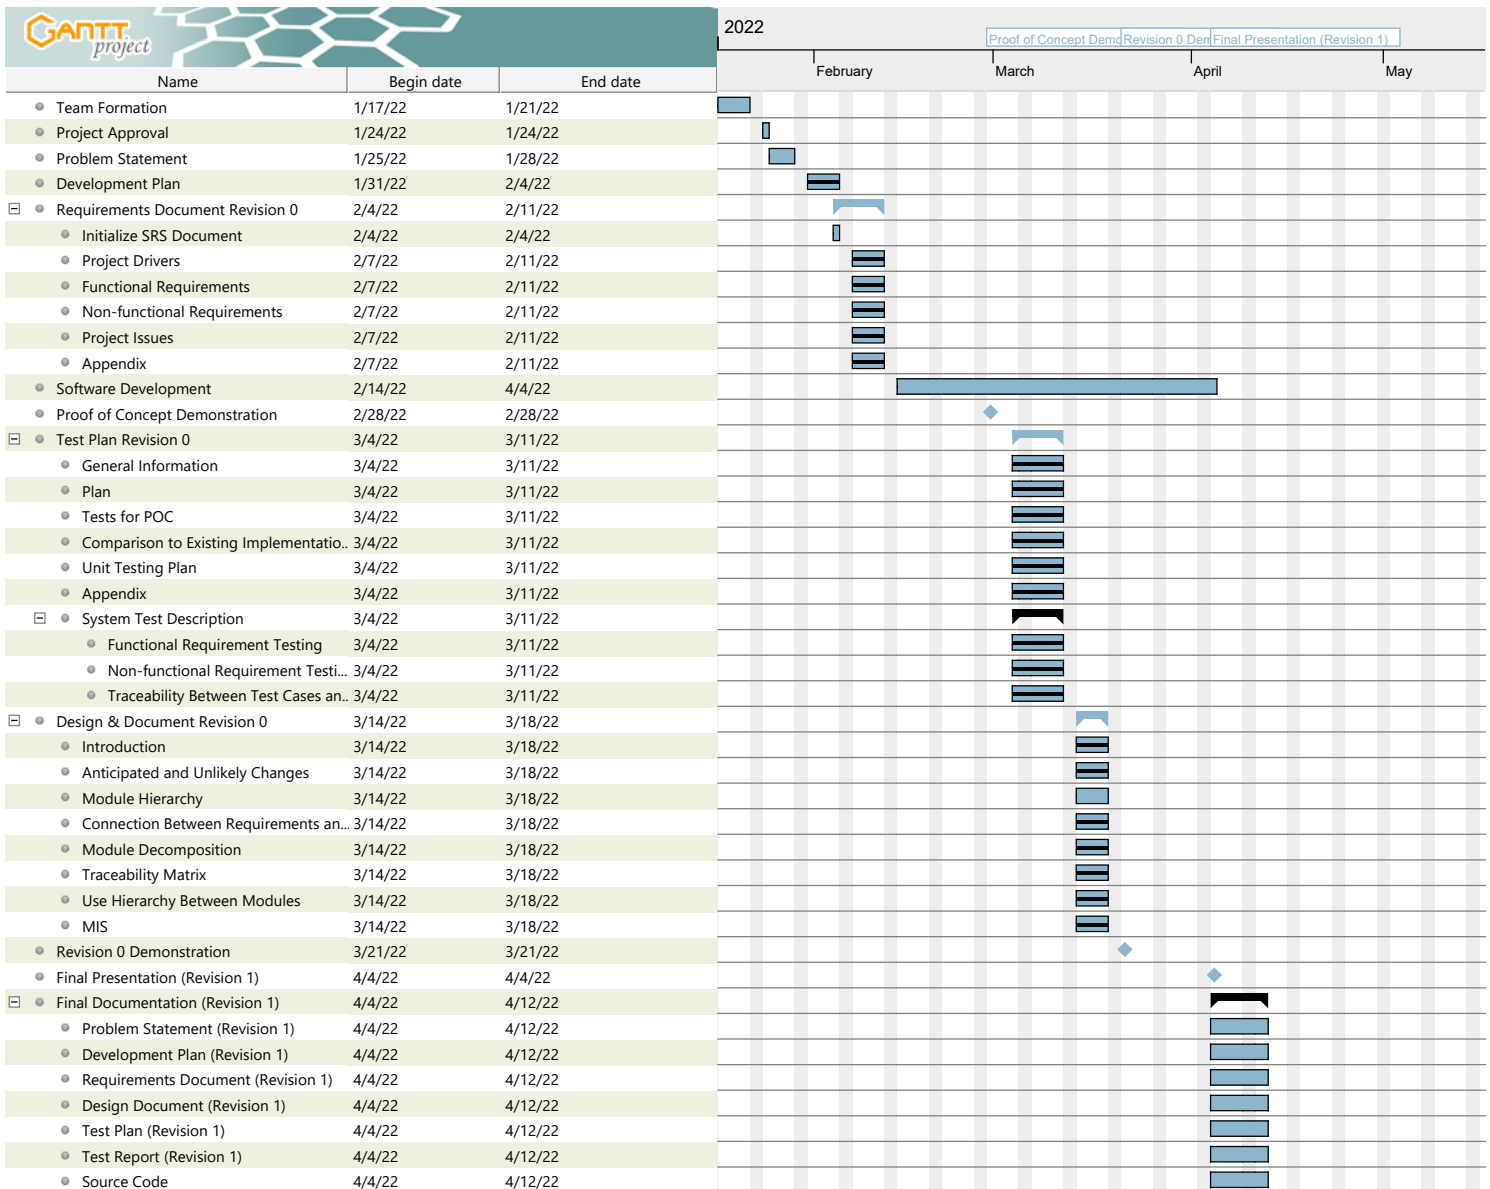 GANTT
project
2022
Proof of Concept Demo Revision 0 Dem Final Presentation (Revision 1)
February March April May
Name Begin date End date
Team Formation 1/17/22 1/21/22
Project Approval 1/24/22 1/24/22
Problem Statement 1/25/22 1/28/22
Development Plan 1/31/22 2/4/22
Requirements Document Revision 0 2/4/22 2/11/22
Initialize SRS Document 2/4/22 2/4/22
Project Drivers 2/7/22 2/11/22
Functional Requirements 2/7/22 2/11/22
Non-functional Requirements 2/7/22 2/11/22
Project Issues 2/7/22 2/11/22
Appendix 2/7/22 2/11/22
Software Development 2/14/22 4/4/22
Proof of Concept Demonstration 2/28/22 2/28/22
Test Plan Revision 0 3/4/22 3/11/22
General Information 3/4/22 3/11/22
Plan 3/4/22 3/11/22
Tests for POC 3/4/22 3/11/22
Comparison to Existing Implementatio.. 3/4/22 3/11/22
Unit Testing Plan 3/4/22 3/11/22
Appendix 3/4/22 3/11/22
System Test Description 3/4/22 3/11/22
Functional Requirement Testing 3/4/22 3/11/22
Non-functional Requirement Testi... 3/4/22 3/11/22
Traceability Between Test Cases an.. 3/4/22 3/11/22
Design & Document Revision 0 3/14/22 3/18/22
Introduction 3/14/22 3/18/22
Anticipated and Unlikely Changes 3/14/22 3/18/22
Module Hierarchy 3/14/22 3/18/22
Connection Between Requirements an... 3/14/22 3/18/22
Module Decomposition 3/14/22 3/18/22
Traceability Matrix 3/14/22 3/18/22
Use Hierarchy Between Modules 3/14/22 3/18/22
MIS 3/14/22 3/18/22
Revision 0 Demonstration 3/21/22 3/21/22
Final Presentation (Revision 1) 4/4/22 4/4/22
Final Documentation (Revision 1) 4/4/22 4/12/22
Problem Statement (Revision 1) 4/4/22 4/12/22
Development Plan (Revision 1) 4/4/22 4/12/22
Requirements Document (Revision 1) 4/4/22 4/12/22
Design Document (Revision 1) 4/4/22 4/12/22
Test Plan (Revision 1) 4/4/22 4/12/22
Test Report (Revision 1) 4/4/22 4/12/22
Source Code 4/4/22 4/12/22